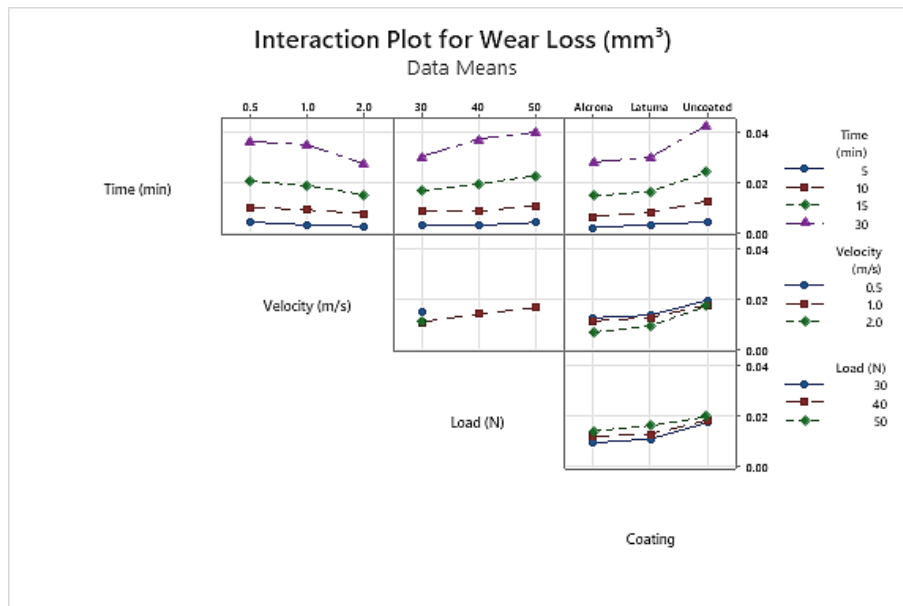 Interaction Plot for Wear Loss (mm³)
Data Means
0.5 1.0 2.0 30 40 50 Alcrona Latuma Uncoated
Time (min)
0.04
0.02
0.00
Time
(min)
5
10
15
30
Velocity (m/s)
0.04
0.02
0.00
Velocity
(m/s)
0.5
1.0
2.0
Load (N)
0.04
0.02
0.00
Load (N)
30
40
50
Coating